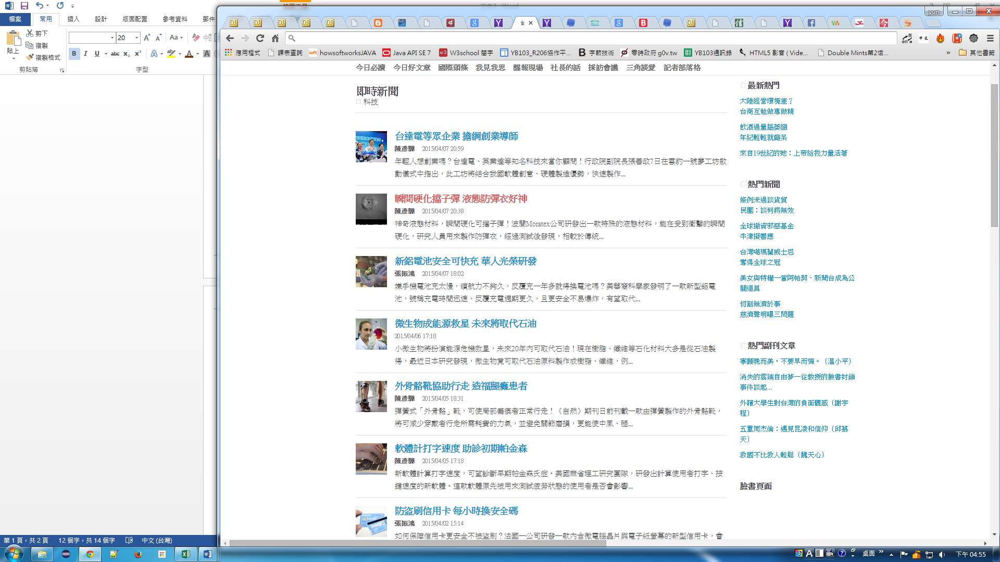 yun
檔案 常用 插入 設計 版面配置 參考資料 郵件
貼上
剪下
複製
複製格式
剪貼簿
20
Aa
B I U abc x₂ x²
字型
應用程式 課表查詢 howsoftworksJAVA Java API SE 7 W3school 簡字 YB103_R206協作平... 字節技術 零時政府 g0v.tw YB103通訊錄 HTML5 影音 ( Vide... Double Mints第2话... » 其他書籤
今日必讀 今日好文章 國際頭條 我見我思 醒報現場 社長的話 採訪會議 三角談愛 記者部落格
即時新聞
科技
台達電等眾企業 擔綱創業導師
陳彥驊 2015/04/07 20:59
年輕人想創業嗎？台達電、英業達等知名科技來當你顧問！行政院副院長張善政7日在雲豹一號夢工坊啟
動儀式中指出，此工坊將結合我國軟體創意、硬體製造優勢，快速製作...
瞬間硬化擋子彈 液態防彈衣好神
陳彥驊 2015/04/07 20:38
神奇液態材料，瞬間硬化可擋子彈！波蘭Moratex公司研發出一款特殊的液態材料，能在受到衝擊的瞬間
硬化，研究人員用來製作防彈衣，經過測試後發現，相較於傳統...
新鋁電池安全可快充 華人光榮研發
張振鴻 2015/04/07 18:02
嫌手機電池充太慢，續航力不夠久，反覆充一年多就得換電池嗎？美華裔科學家發明了一款新型鋁電
池，號稱充電時間迅速、反覆充電週期更久，且更安全不易爆炸，有望取代...
微生物成能源救星 未來將取代石油
2015/04/06 17:18
小微生物將扮演能源危機救星，未來20年內可取代石油！現在樹脂、纖維等石化材料大多是從石油製
得，最近日本研究發現，微生物竟可取代石油原料製作成樹脂、纖維，例...
外骨骼靴協助行走 造福腿癱患者
陳彥驊 2015/04/05 18:31
彈簧式「外骨骼」靴，可使局部癱瘓者正常行走！《自然》期刊日前刊載一款由彈簧製作的外骨骼靴，
將可減少穿戴者行走所需耗費的力氣，並避免關節磨損，更能使中風、腿...
軟體計打字速度 助診初期帕金森
陳彥驊 2015/04/05 17:18
新軟體計算打字速度，可望診斷早期帕金森氏症。美國麻省理工研究團隊，研發出計算使用者打字、按
鍵速度的新軟體。這款軟體原先被用來測試疲勞狀態的使用者是否會影響...
防盜刷信用卡 每小時換安全碼
張振鴻 2015/04/02 15:14
如何保障信用卡更安全不被盜刷？法國一公司研發一款內含微電腦晶片與電子紙螢幕的新型信用卡，會
最新熱門
大陸經營環境差？
台商互勉做專做精
飲酒過量腦萎縮
年紀輕輕就癡呆
來自19世紀的她：上帝給我力量活著
熱門新聞
條例未過談貨貿
民團：談判將無效
全球撤資邪惡基金
牛津擬響應
台灣噶瑪蘭威士忌
奪得全球之冠
美女與特權─當阿帕契、新聞台成為公
關道具
切割無濟於事
慈濟聲明曝三問題
熱門副刊文章
寧願晚而美，不要早而悔。〔溫小平〕
消失的雲端自由夢─從教授的臉書封鎖
事件談起...
外籍大學生對台灣的負面觀感〔謝宇
程〕
五重周杰倫：遇見昆凌和信仰〔邱慕
天〕
救國不比救人輕鬆〔魏天心〕
臉書頁面
第 1 頁，共 2 頁 12 個字，共 14 個字 中文 (台灣)
桌面 » 下午 04:55